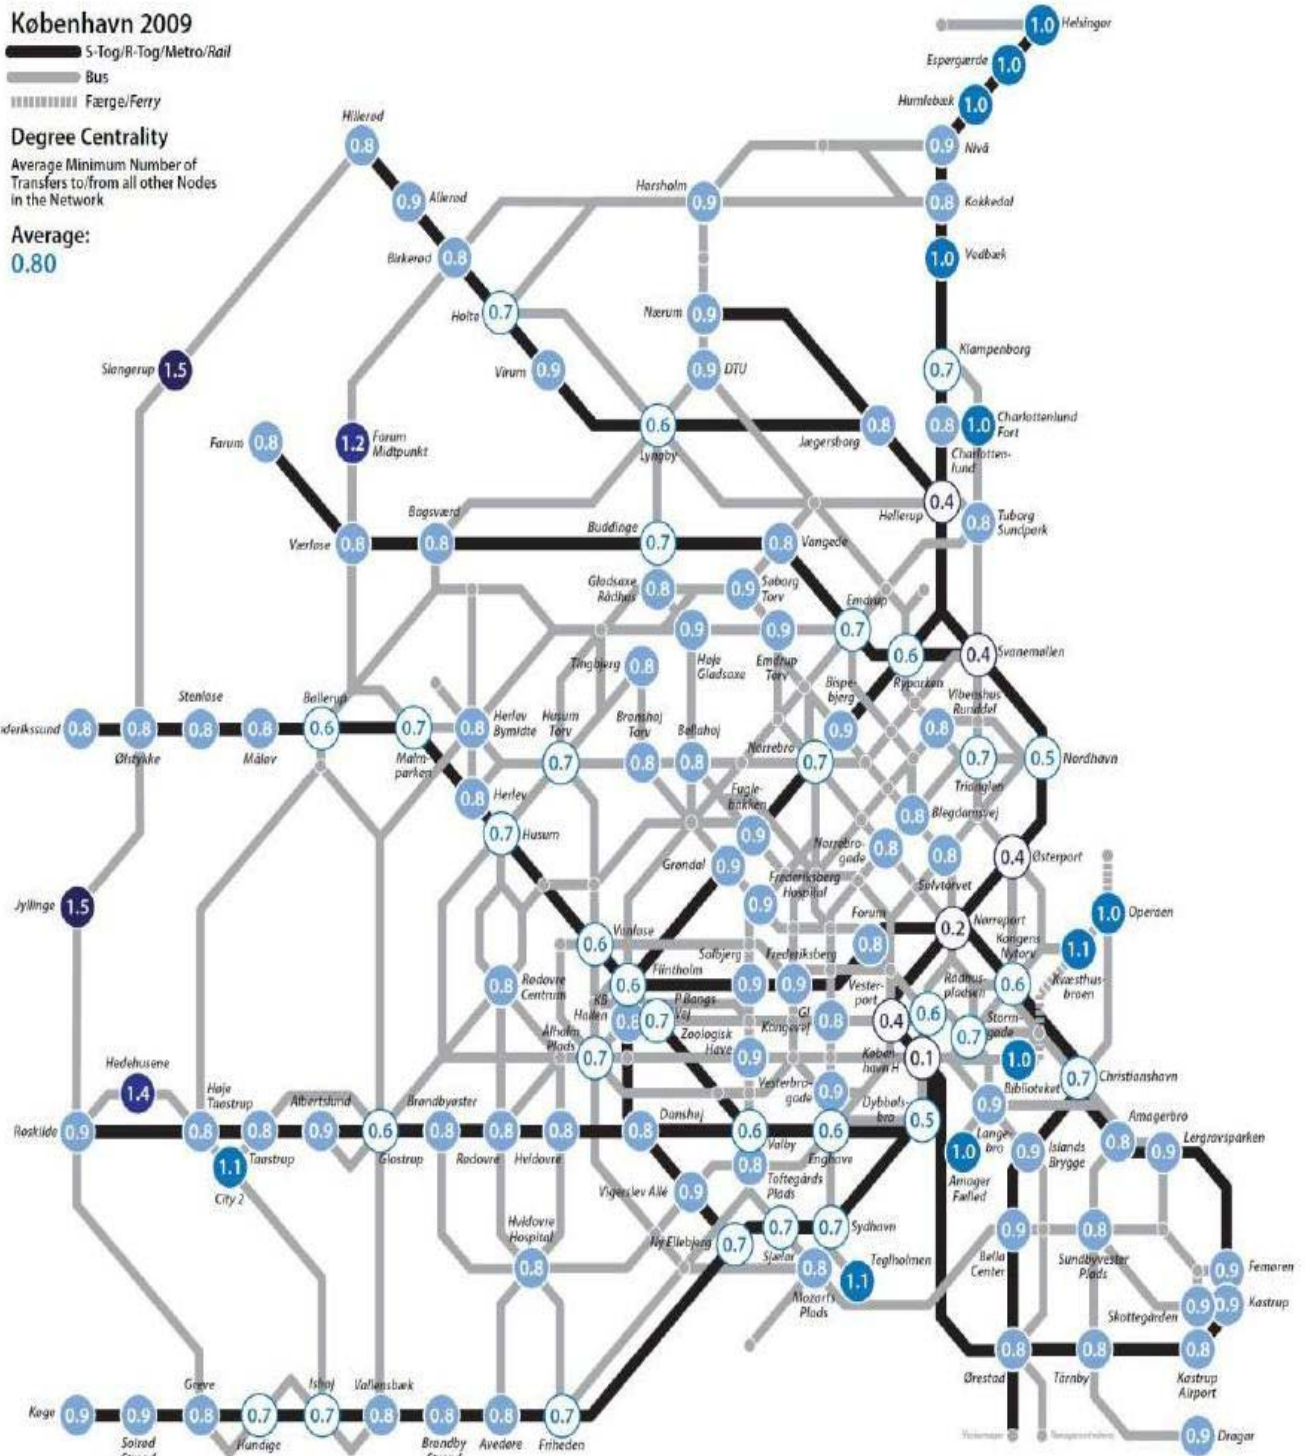 København 2009
S-Tog/R-Tog/Metro/Rail
Bus
Færge/Ferry
Degree Centrality
Average Minimum Number of
Transfers to/from all other Nodes
in the Network
Average:
0.80
1.0 Helsingør
Espergærde 1.0
Humlebæk 1.0
Hillerød
0.8
0.9 Nivå
0.9 Allerød
Hørsholm
0.9
0.8 Kokkedal
Birkerød 0.8
1.0 Vedbæk
Holte 0.7
Nærum 0.9
Klampenborg
0.7
Slangerup 1.5
Virum 0.9
0.9 DTU
0.6
Lyngby
0.8
Jægersborg
0.8
Charlotten-
lund
1.0 Charlottenlund
Fort
Farum 0.8
1.2 Farum
Midtpunkt
0.4
Hellerup
0.8 Tuborg
Sundpark
Værløse 0.8
Bagsværd
0.8
Buddinge
0.7
0.8 Vangede
Gladsaxe
Rådhus 0.8
0.9 Søborg
Torv
Emdrup
0.7
0.9
Høje
Gladsaxe
0.9
Emdrup
Torv
0.6
Ryparken
0.4 Svanemøllen
Tingbjerg 0.8
Bispe-
bjerg
0.9
Vibenshus
Runddel
0.8
derikssund 0.8
0.8
Ølstykke
Stenløse
0.8
0.8
Måløv
Ballerup
0.6
0.7
Malm-
parken
0.8 Herlev
Bymidte
Husum
Torv
0.7
Brønshøj
Torv
0.8
Bellahøj
0.8
Nørrebro
0.7
0.7
Trianglen
0.5 Nordhavn
0.8 Herlev
0.7 Husum
Fugle-
bakken
0.9
0.8 Blegdamsvej
Nørrebro-
gade 0.8
0.8
Sølvtorvet
0.4 Østerport
Grøndal 0.9
Frederiksberg
Hospital
0.9
Jyllinge 1.5
Forum
0.8
0.2 Nørreport
1.0 Operaen
Vanløse
0.6
Kongens
Nytorv
0.6
1.1
Kvæsthus-
broen
0.8 Rødovre
Centrum
Flintholm
0.6
Solbjerg
0.9
Frederiksberg
0.9
Vester-
port
0.4
Rådhus-
pladsen
0.6
KB
Hallen
0.8
0.7 P Bangs
Vej
Gl
Kongevej 0.8
Storm-
gade
0.7
Ålholm
Plads
0.7
Zoologisk
Have 0.9
Køben
havn H 0.1
1.0
Biblioteket
0.7 Christianshavn
Hedehusene
1.4
Vesterbro-
gade 0.9
0.9
Lange-
bro
Roskilde 0.9
Høje
Taastrup
0.8
0.8
Taastrup
Albertslund
0.9
0.6
Glostrup
Brøndbyøster
0.8
0.8
Rødovre
0.8
Hvidovre
0.8 Danshøj
0.6
Valby
0.6
Enghave
Dybbøls-
bro
0.5
Amagerbro
0.8
Lergravsparken
0.9
1.1
City 2
1.0
Amager
Fælled
0.9 Islands
Brygge
0.8
Toftegårds
Plads
Vigerslev Allé 0.9
Hvidovre
Hospital
0.8
Ny Ellebjerg 0.7
0.7
Sjælør
0.7 Sydhavn
0.8
Mozarts
Plads
Teglholmen
1.1
0.9
Bella
Center
0.8
Sundbyvester
Plads
0.9 Femøren
Skottegården 0.9
0.9 Kastrup
0.8
Ørestad
0.8
Tårnby
0.8
Kastrup
Airport
Køge 0.9
0.9
Solrød
Strand
Greve
0.8
0.7
Hundige
Ishøj
0.7
Vallensbæk
0.8
0.8
Brøndby
Strand
0.8
Avedøre
0.7
Friheden
0.9 Dragør